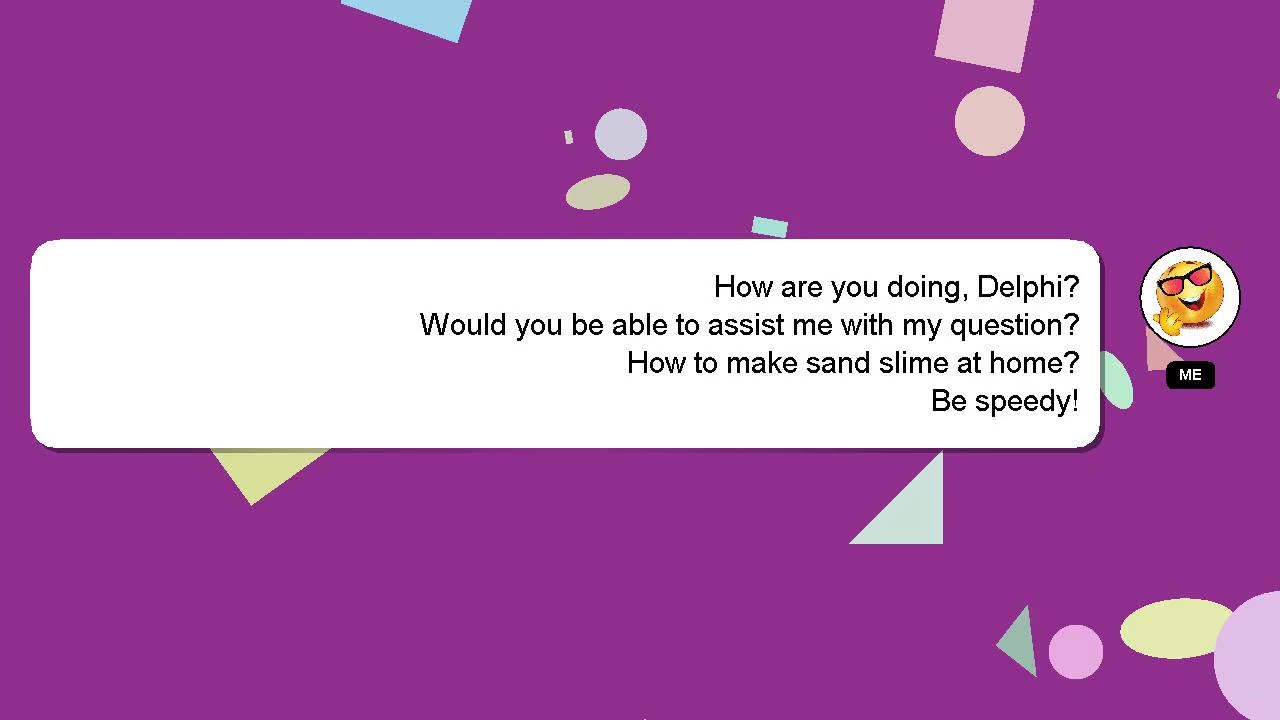 How are you doing, Delphi?
Would you be able to assist me with my question?
How to make sand slime at home?
Be speedy!
ME